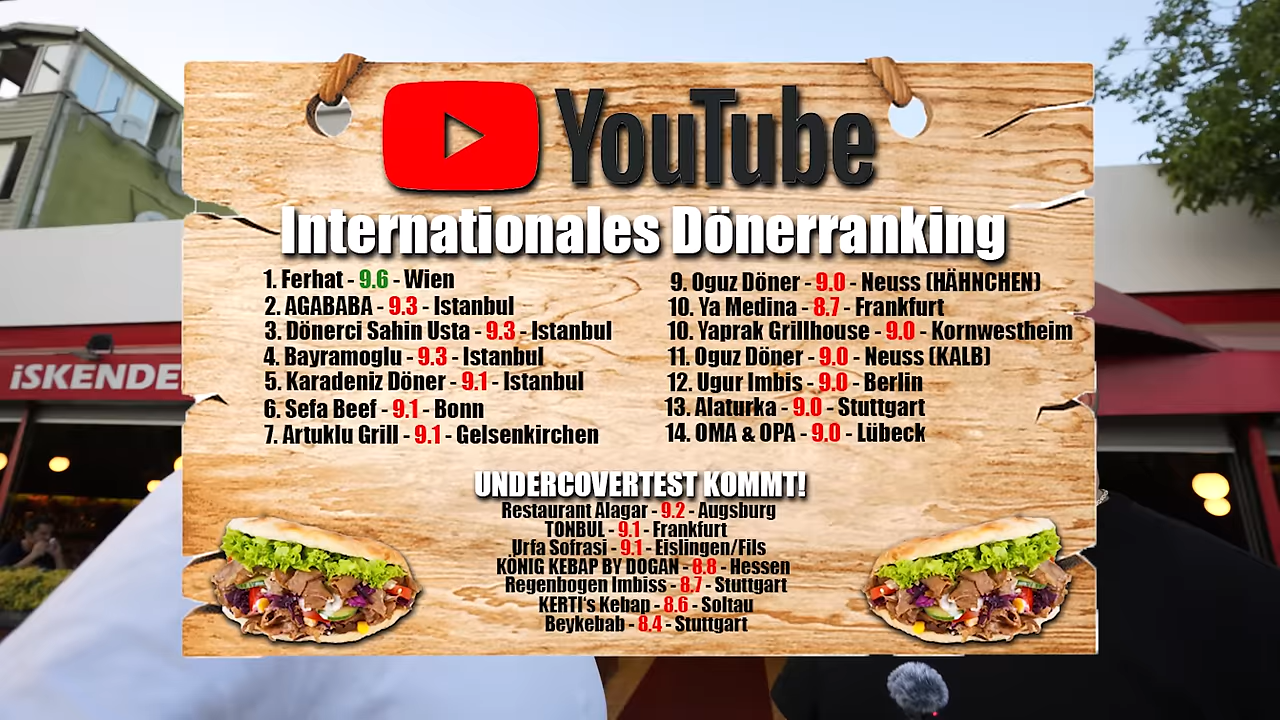 YouTube
Internationales Dönerranking
1. Ferhat - 9.6 - Wien
2. AGABABA - 9.3 - Istanbul
3. Dönerci Sahin Usta - 9.3 - Istanbul
4. Bayramoglu - 9.3 - Istanbul
5. Karadeniz Döner - 9.1 - Istanbul
6. Sefa Beef - 9.1 - Bonn
7. Artuklu Grill - 9.1 - Gelsenkirchen
9. Oguz Döner - 9.0 - Neuss (HÄHNCHEN)
10. Ya Medina - 8.7 - Frankfurt
10. Yaprak Grillhouse - 9.0 - Kornwestheim
11. Oguz Döner - 9.0 - Neuss (KALB)
12. Ugur Imbis - 9.0 - Berlin
13. Alaturka - 9.0 - Stuttgart
14. OMA & OPA - 9.0 - Lübeck
UNDERCOVERTEST KOMMT!
Restaurant Alagar - 9.2 - Augsburg
TONBUL - 9.1 - Frankfurt
Urfa Sofrasi - 9.1 - Eislingen/Fils
KÖNIG KEBAP BY DOGAN - 8.8 - Hessen
Regenbogen Imbiss - 8.7 - Stuttgart
KERTI's Kebap - 8.6 - Soltau
Beykebab - 8.4 - Stuttgart
iSKENDE